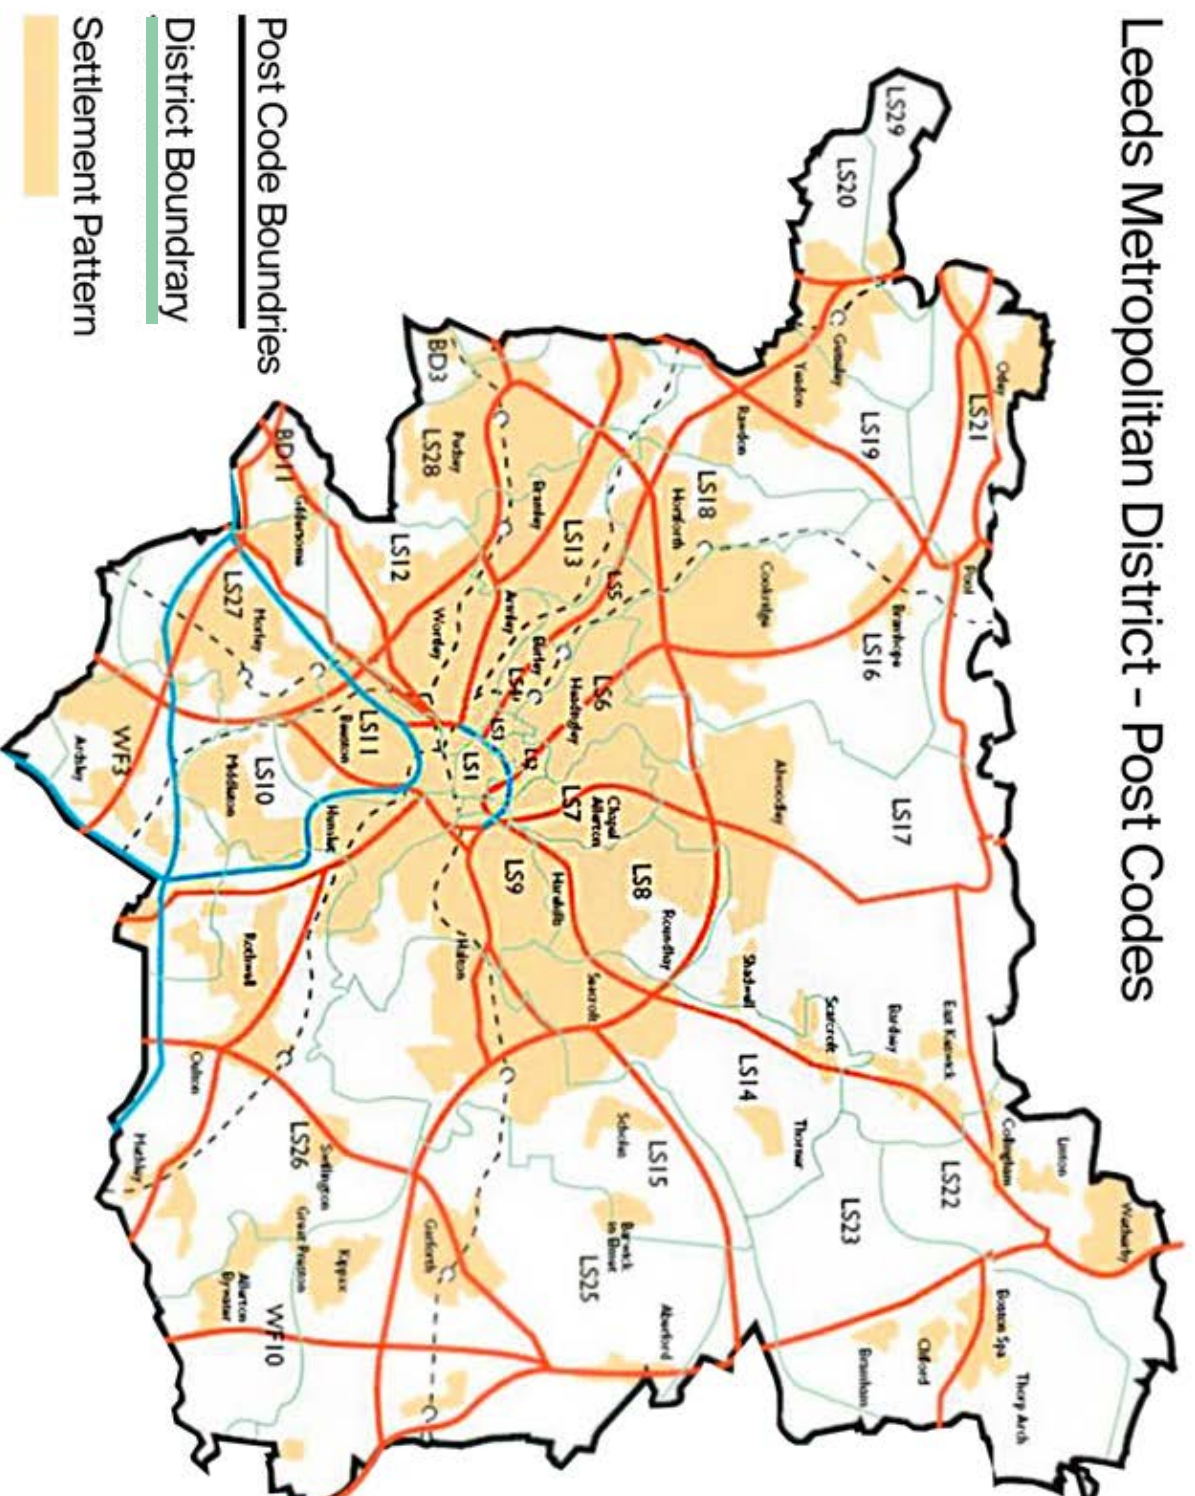 Leeds Metropolitan District - Post Codes
LS29
LS20
Otley
LS21
Guiseley
Yeadon
LS19
Rawdon
Pool
Bramhope
LS16
LS18
Horsforth
Cookridge
LS17
Alwoodley
East Keswick
Bardsey
Scarcroft
Shadwell
Collingham
Linton
Wetherby
LS22
LS23
Boston Spa
Thorp Arch
Clifford
Bramham
LS14
Thorner
BD3
Pudsey
LS28
Bramley
LS13
LS5
LS12
Armley
Wortley
Burley
LS4
LS6
Headingley
LS3
LS2
LS1
LS7
Chapel
Allerton
LS8
Roundhay
LS9
Harehills
Seacroft
Halton
Scholes
LS15
Barwick
in Elmet
LS25
Aberford
Garforth
BD11
Gildersome
LS27
Morley
LS11
Beeston
LS10
Middleton
Hunslet
WF3
Ardsley
Rothwell
Oulton
Methley
LS26
Swillington
Great Preston
Kippax
Allerton
Bywater
WF10
Post Code Boundries
District Boundrary
Settlement Pattern